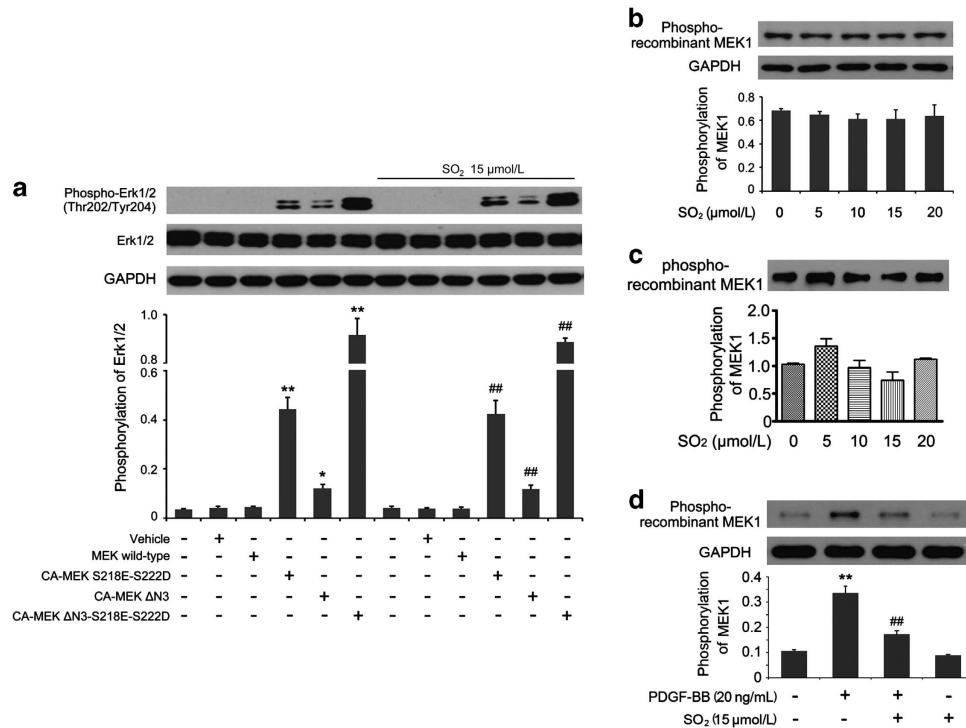 a
SO₂ 15 µmol/L
Phospho-Erk1/2
(Thr202/Tyr204)
Erk1/2
GAPDH
Phosphorylation of Erk1/2
1.0
0.8
0.6
0.4
0.2
0
** * ** ## ## ##
Vehicle - + - - - - - + - - - -
MEK wild-type - - + - - - - - + - - -
CA-MEK S218E-S222D - - - + - - - - - + - -
CA-MEK ΔN3 - - - - + - - - - - + -
CA-MEK ΔN3-S218E-S222D - - - - - + - - - - - +
b
Phospho-
recombinant MEK1
GAPDH
Phosphorylation
of MEK1
0.8
0.6
0.4
0.2
0
SO₂ (µmol/L) 0 5 10 15 20
c
phospho-
recombinant MEK1
Phosphorylation
of MEK1
2.0
1.5
1.0
0.5
0
SO₂ (µmol/L) 0 5 10 15 20
d
Phospho-
recombinant MEK1
GAPDH
Phosphorylation
of MEK1
0.4
0.3
0.2
0.1
0
** ##
PDGF-BB (20 ng/mL) - + + -
SO₂ (15 µmol/L) - - + +